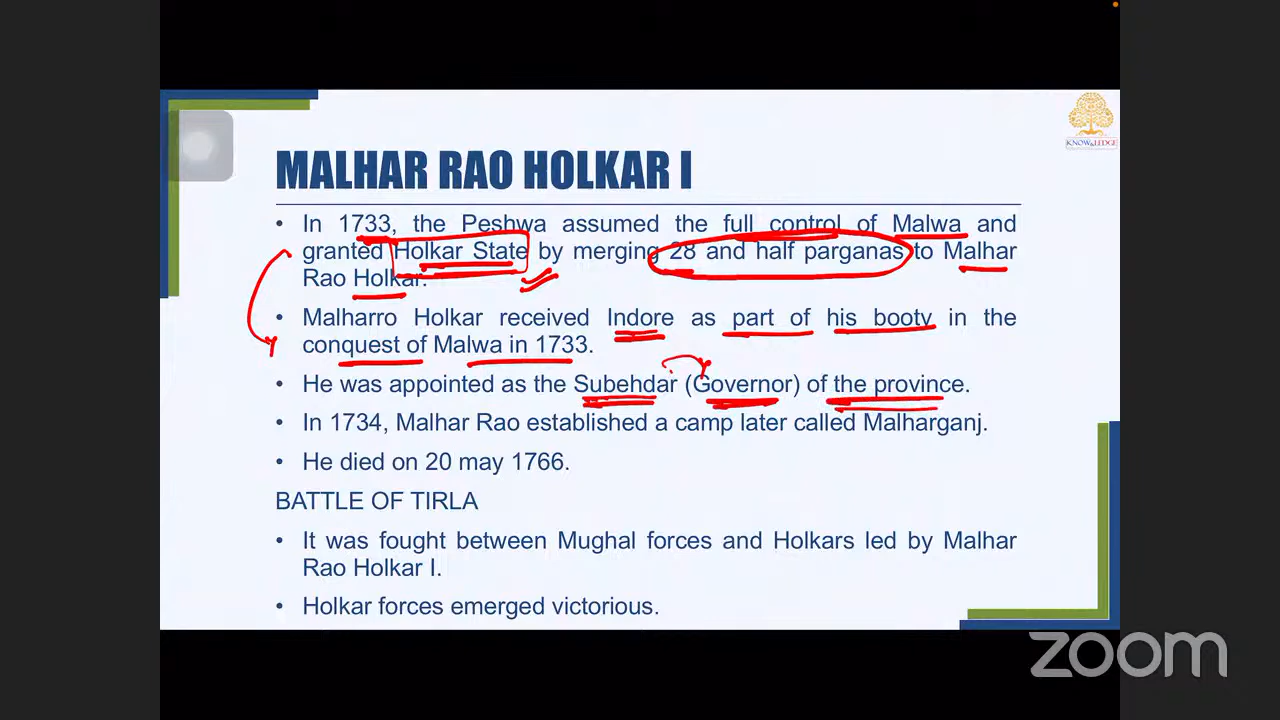 KNOW&LEDGE
MALHAR RAO HOLKAR I
• In 1733, the Peshwa assumed the full control of Malwa and
granted Holkar State by merging 28 and half parganas to Malhar
Rao Holkar.
• Malharro Holkar received Indore as part of his booty in the
conquest of Malwa in 1733.
• He was appointed as the Subehdar (Governor) of the province.
• In 1734, Malhar Rao established a camp later called Malharganj.
• He died on 20 may 1766.
BATTLE OF TIRLA
• It was fought between Mughal forces and Holkars led by Malhar
Rao Holkar I.
• Holkar forces emerged victorious.
zoom